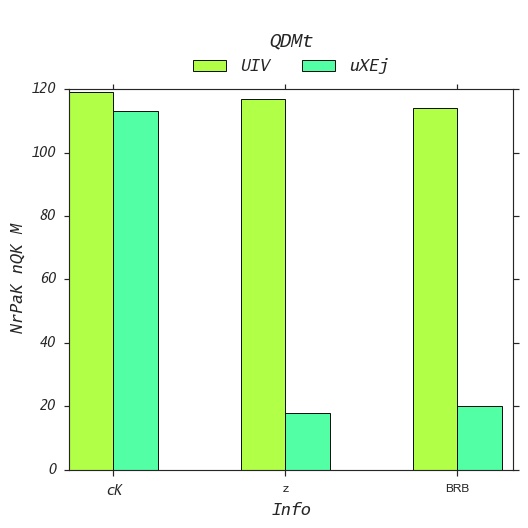 QDMt
UIV uXEj
120
100
80
60
40
20
0
NrPaK nQK M
cK z BRB
Info